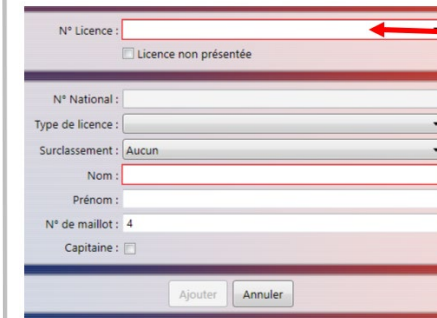 N° Licence :
Licence non présentée
N° National :
Type de licence :
Surclassement : Aucun
Nom :
Prénom :
N° de maillot : 4
Capitaine :
Ajouter Annuler